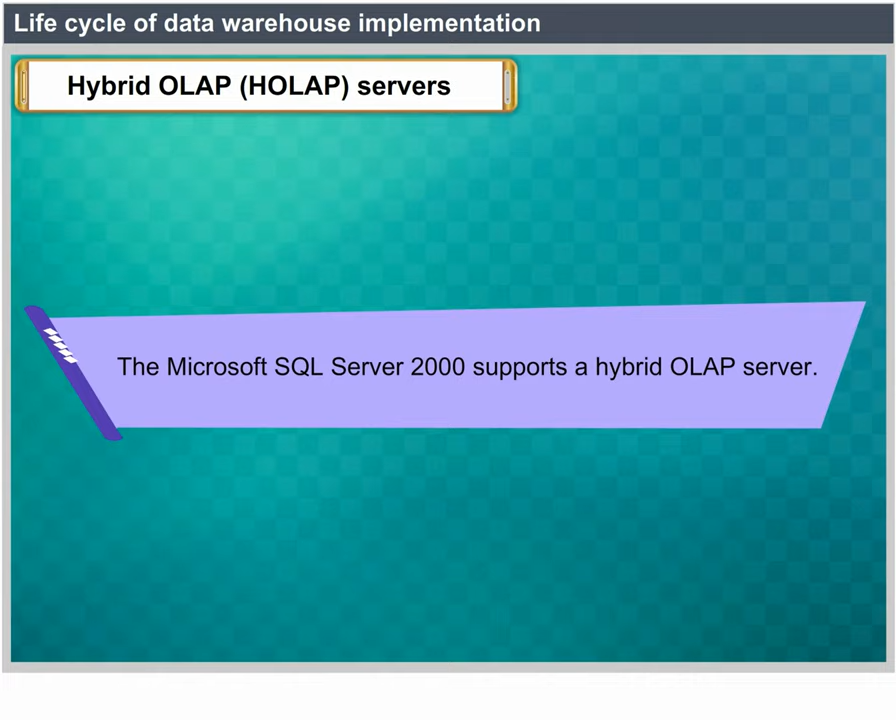 Life cycle of data warehouse implementation
Hybrid OLAP (HOLAP) servers
The Microsoft SQL Server 2000 supports a hybrid OLAP server.